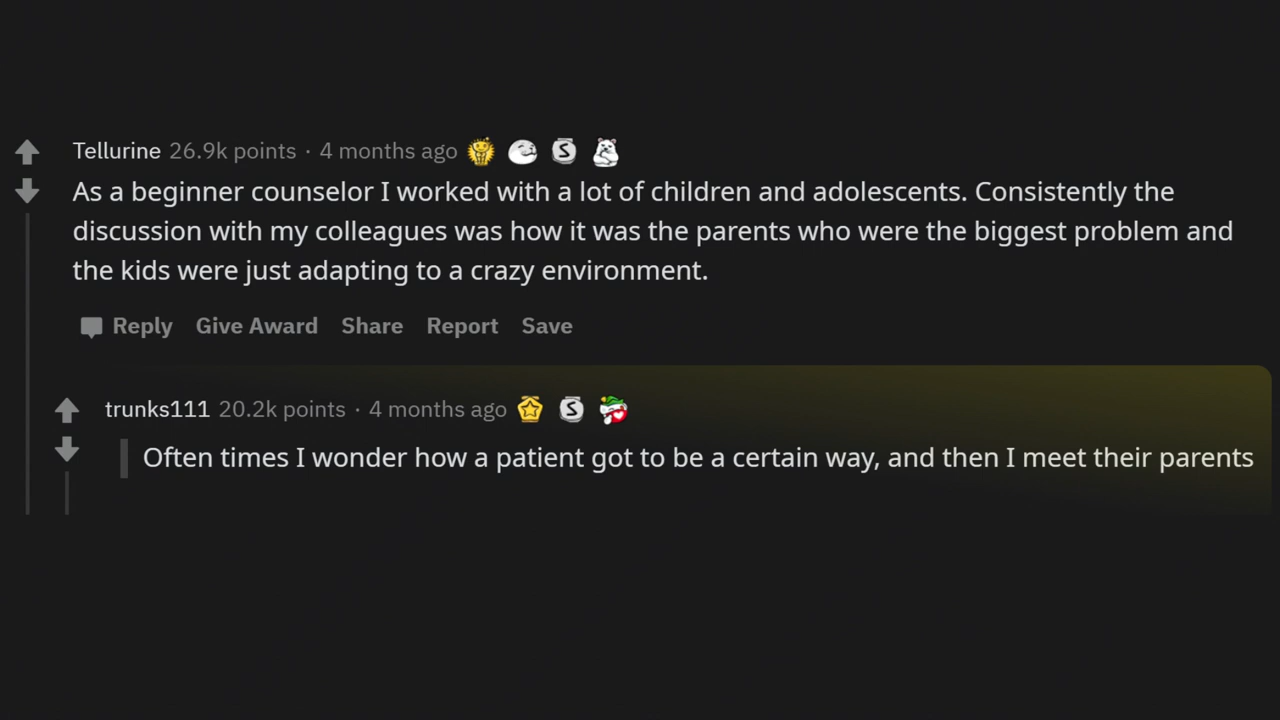 Tellurine 26.9k points · 4 months ago
As a beginner counselor I worked with a lot of children and adolescents. Consistently the
discussion with my colleagues was how it was the parents who were the biggest problem and
the kids were just adapting to a crazy environment.
Reply Give Award Share Report Save
trunks111 20.2k points · 4 months ago
Often times I wonder how a patient got to be a certain way, and then I meet their parents